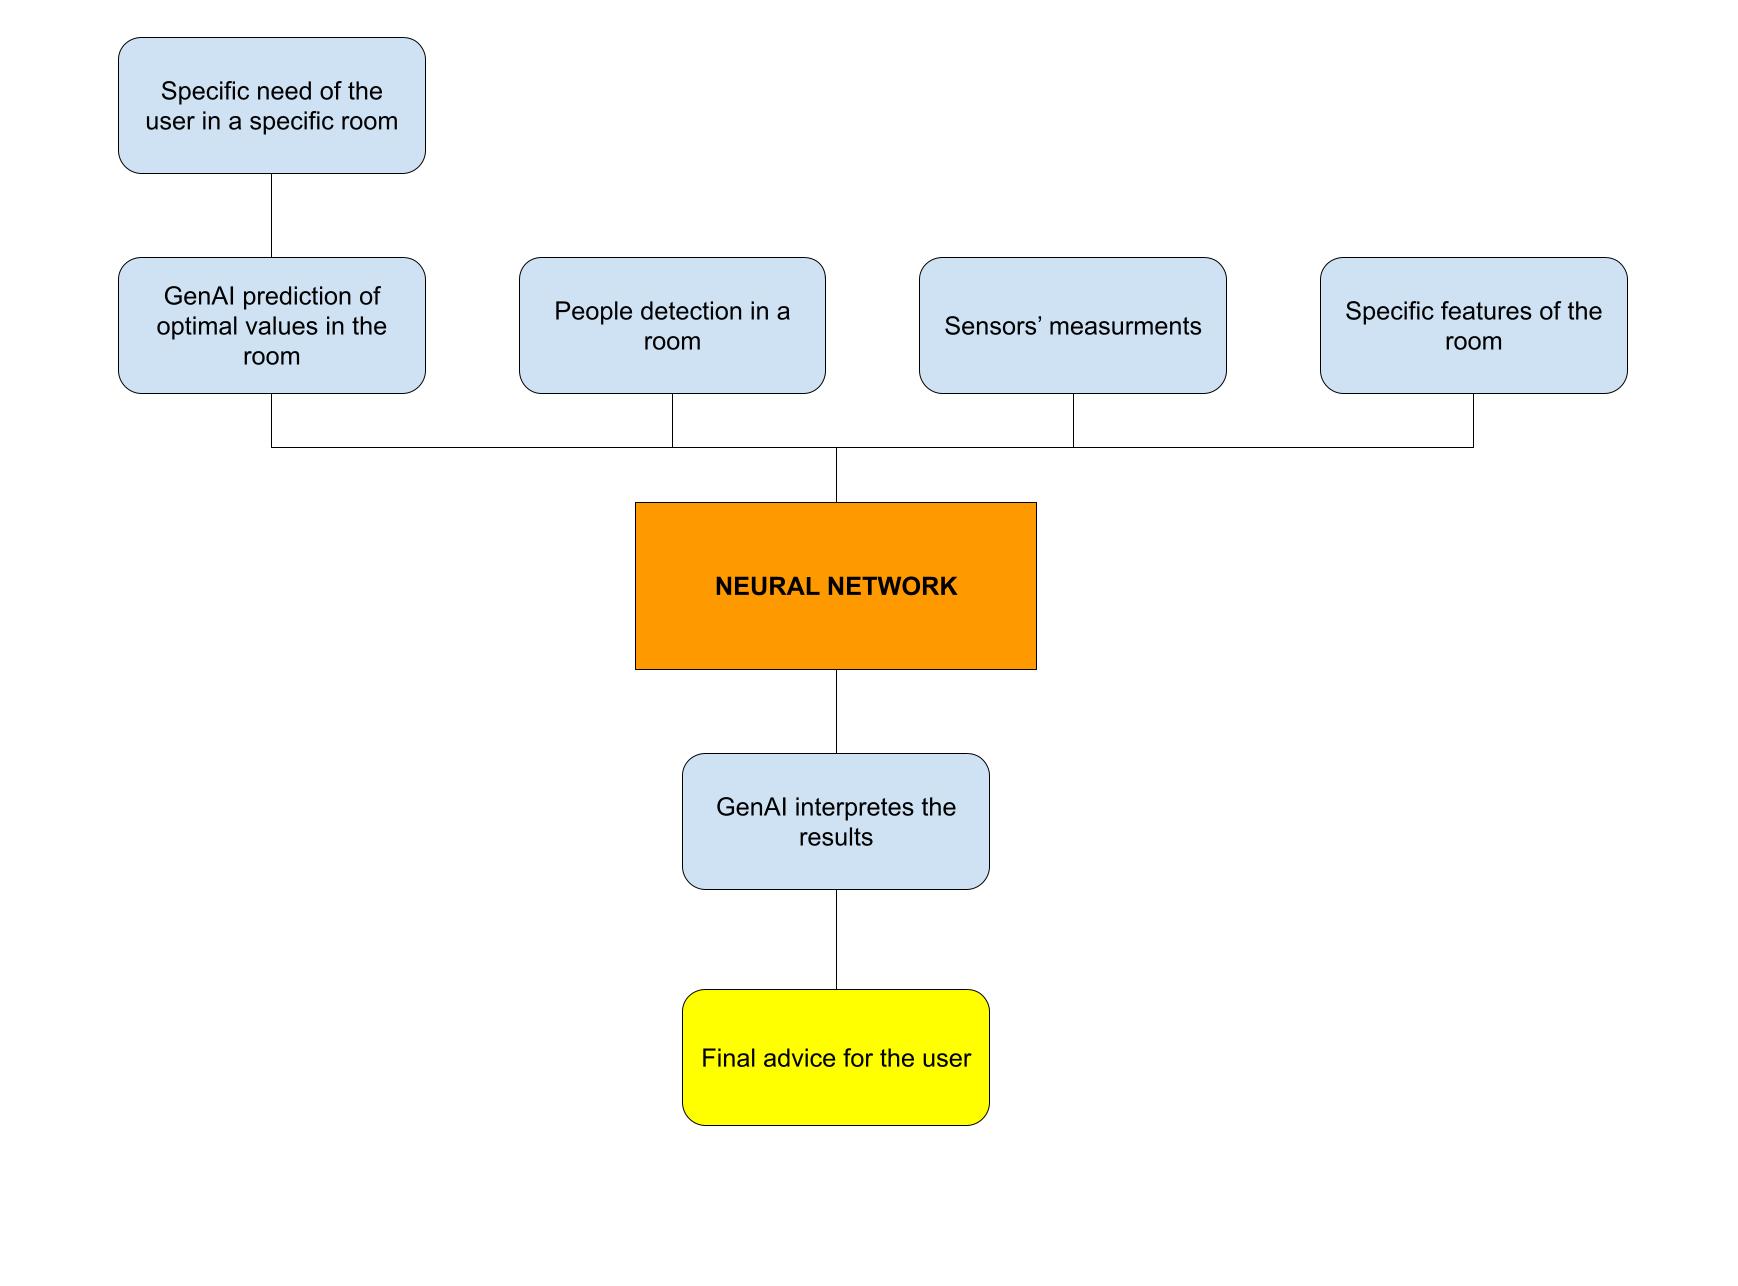 Specific need of the
user in a specific room
GenAI prediction of
optimal values in the
room
People detection in a
room
Sensors’ measurments
Specific features of the
room
NEURAL NETWORK
GenAI interpretes the
results
Final advice for the user